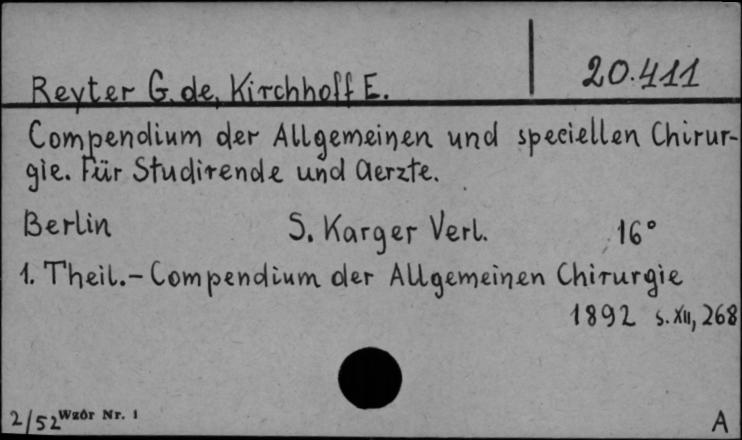 20.411
Reyter G. de, Kirchhoff E.
Compendium der Allgemeinen und speciellen Chirur-
gie. Für Studirende und Aerzte.
Berlin S. Karger Verl. 16°
1. Theil.- Compendium der Allgemeinen Chirurgie
1892 s. XII, 268
2/52 Wzór Nr. 1 A